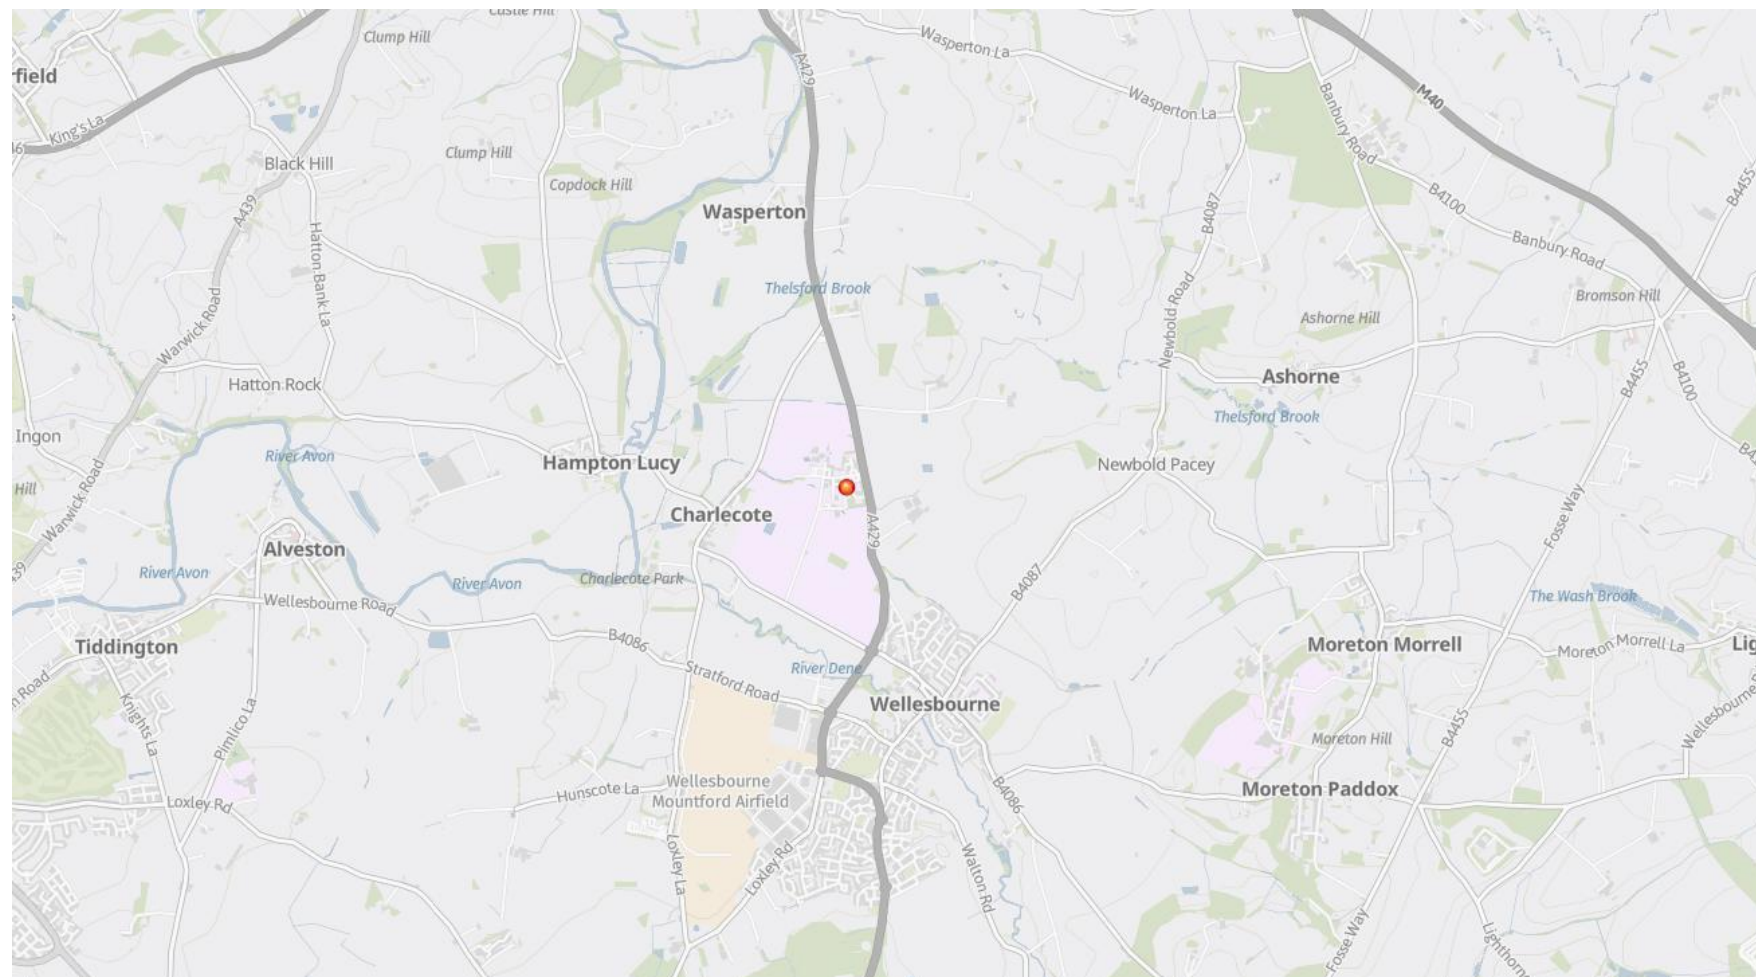 Castle Hill
Clump Hill
Wasperton La
A429
rfield
M40
King's La
Wasperton La
Banbury Road
46
Clump Hill
Black Hill
Copdock Hill
B4455
A439
Wasperton
B4087
B4100
Hatton Bank La
Banbury Road
Thelsford Brook
Bromson Hill
Newbold Road
Ashorne Hill
Warwick Road
Hatton Rock
Ashorne
B4455
B4100
Thelsford Brook
Ingon
River Avon
Hampton Lucy
Newbold Pacey
Hill
Warwick Road
Charlecote
A429
Fosse Way
Alveston
River Avon
River Avon
Charlecote Park
B4087
439
The Wash Brook
Wellesbourne Road
Tiddington
B4086
Moreton Morrell
Moreton Morrell La
Lig
River Dene
Stratford Road
n Road
Wellesbourne
Knights La
Pimlico La
Wellesbourne R
B4455
Moreton Hill
Wellesbourne
Mountford Airfield
Hunscote La
B4086
Moreton Paddox
Loxley Rd
Loxley La
Loxley Rd
Walton Rd
Fosse Way
Lighthorn